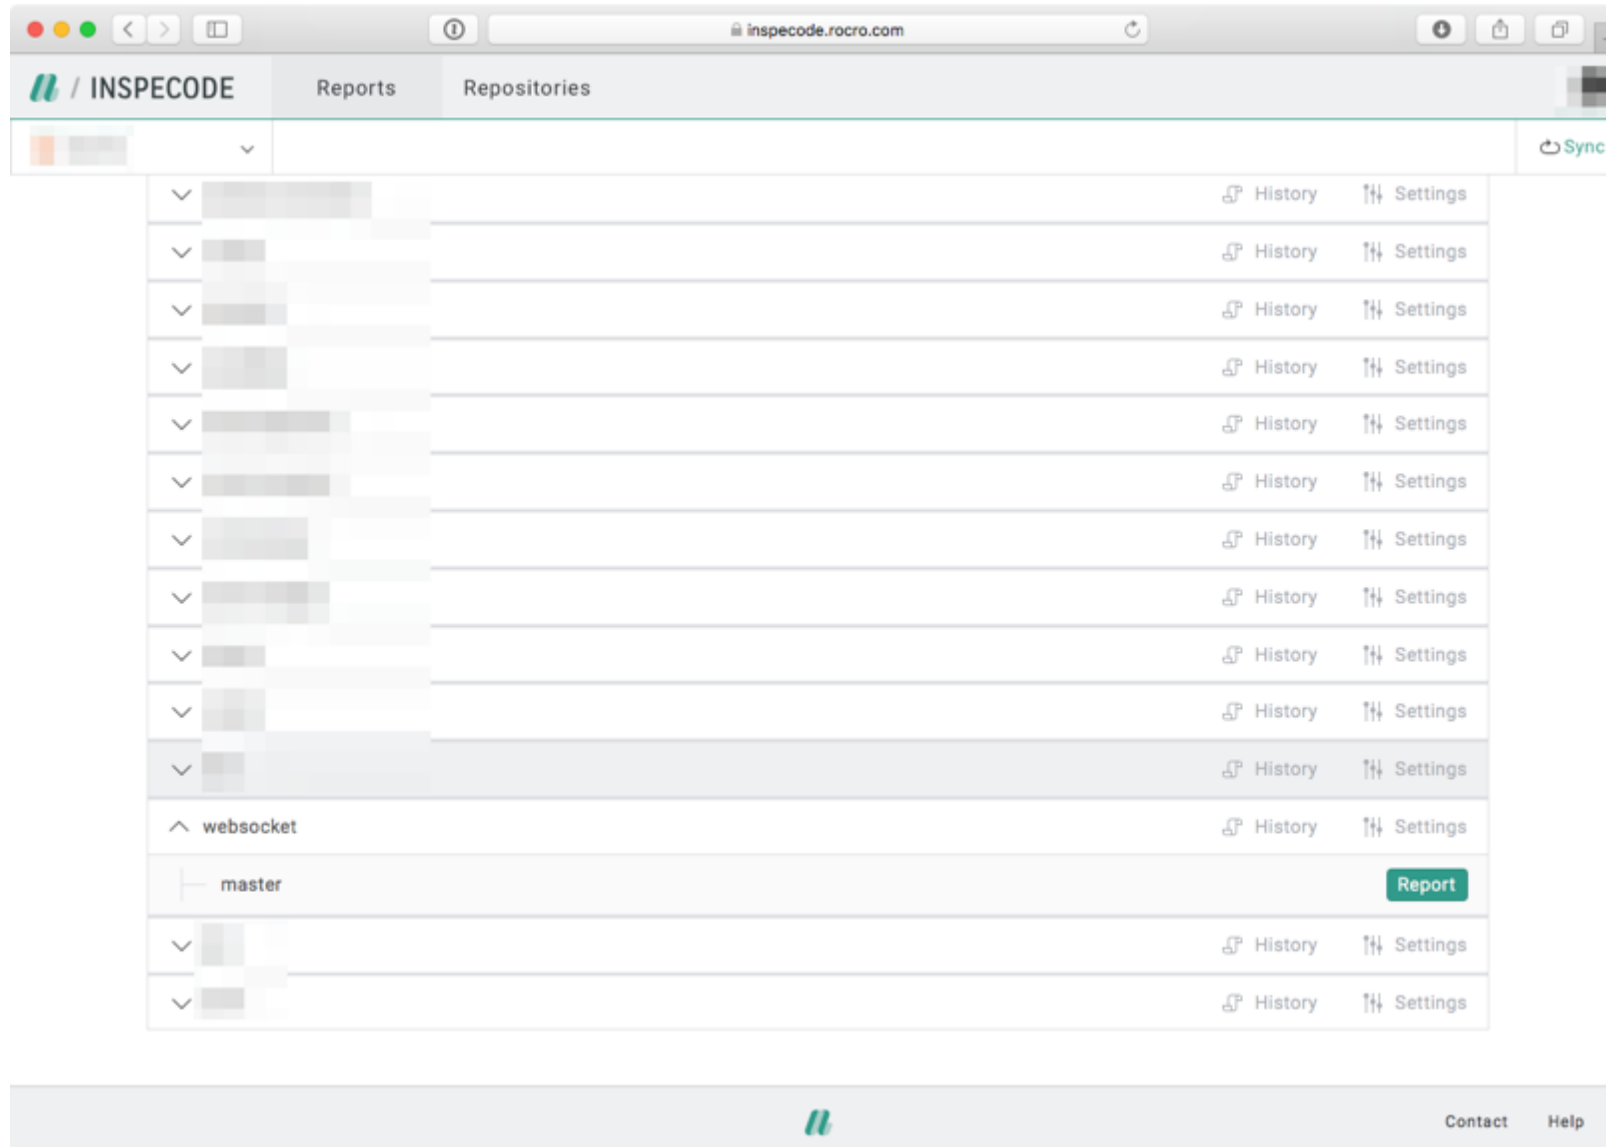 inspecode.rocro.com
/ INSPECODE Reports Repositories
Sync
History Settings
History Settings
History Settings
History Settings
History Settings
History Settings
History Settings
History Settings
History Settings
History Settings
History Settings
websocket History Settings
master Report
History Settings
History Settings
Contact Help